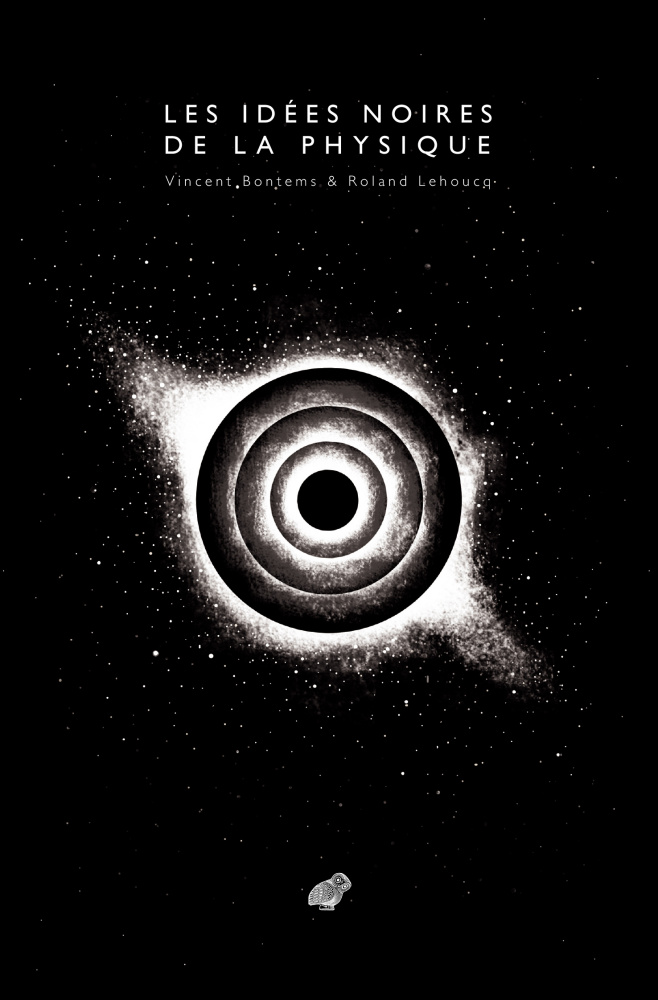 LES IDÉES NOIRES
DE LA PHYSIQUE
Vincent Bontems & Roland Lehoucq